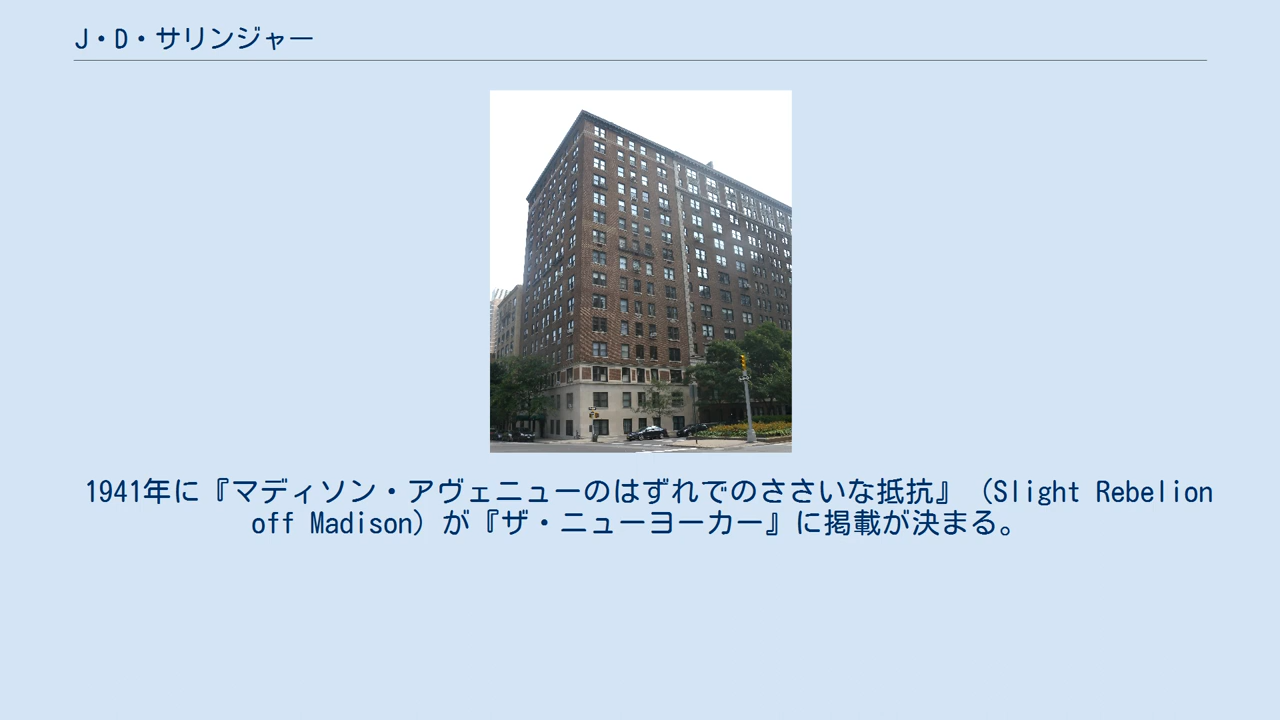 J・D・サリンジャー
1941年に『マディソン・アヴェニューのはずれでのささいな抵抗』（Slight Rebelion
off Madison）が『ザ・ニューヨーカー』に掲載が決まる。